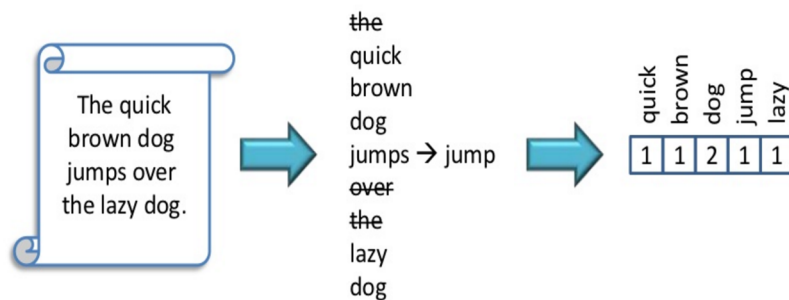 The quick
brown dog
jumps over
the lazy dog.
the
quick
brown
dog
jumps → jump
over
the
lazy
dog
quick brown dog jump lazy
1 1 2 1 1